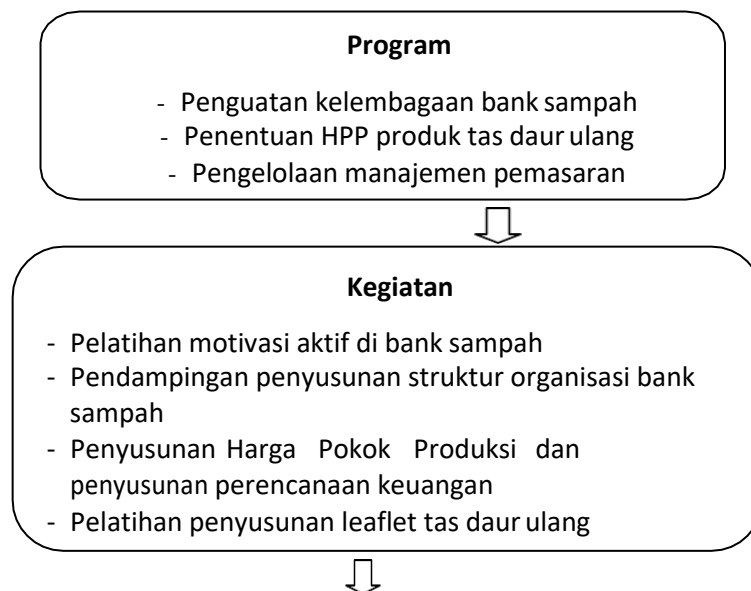 Program
- Penguatan kelembagaan bank sampah
- Penentuan HPP produk tas daur ulang
- Pengelolaan manajemen pemasaran
Kegiatan
- Pelatihan motivasi aktif di bank sampah
- Pendampingan penyusunan struktur organisasi bank
sampah
- Penyusunan Harga Pokok Produksi dan
penyusunan perencanaan keuangan
- Pelatihan penyusunan leaflet tas daur ulang